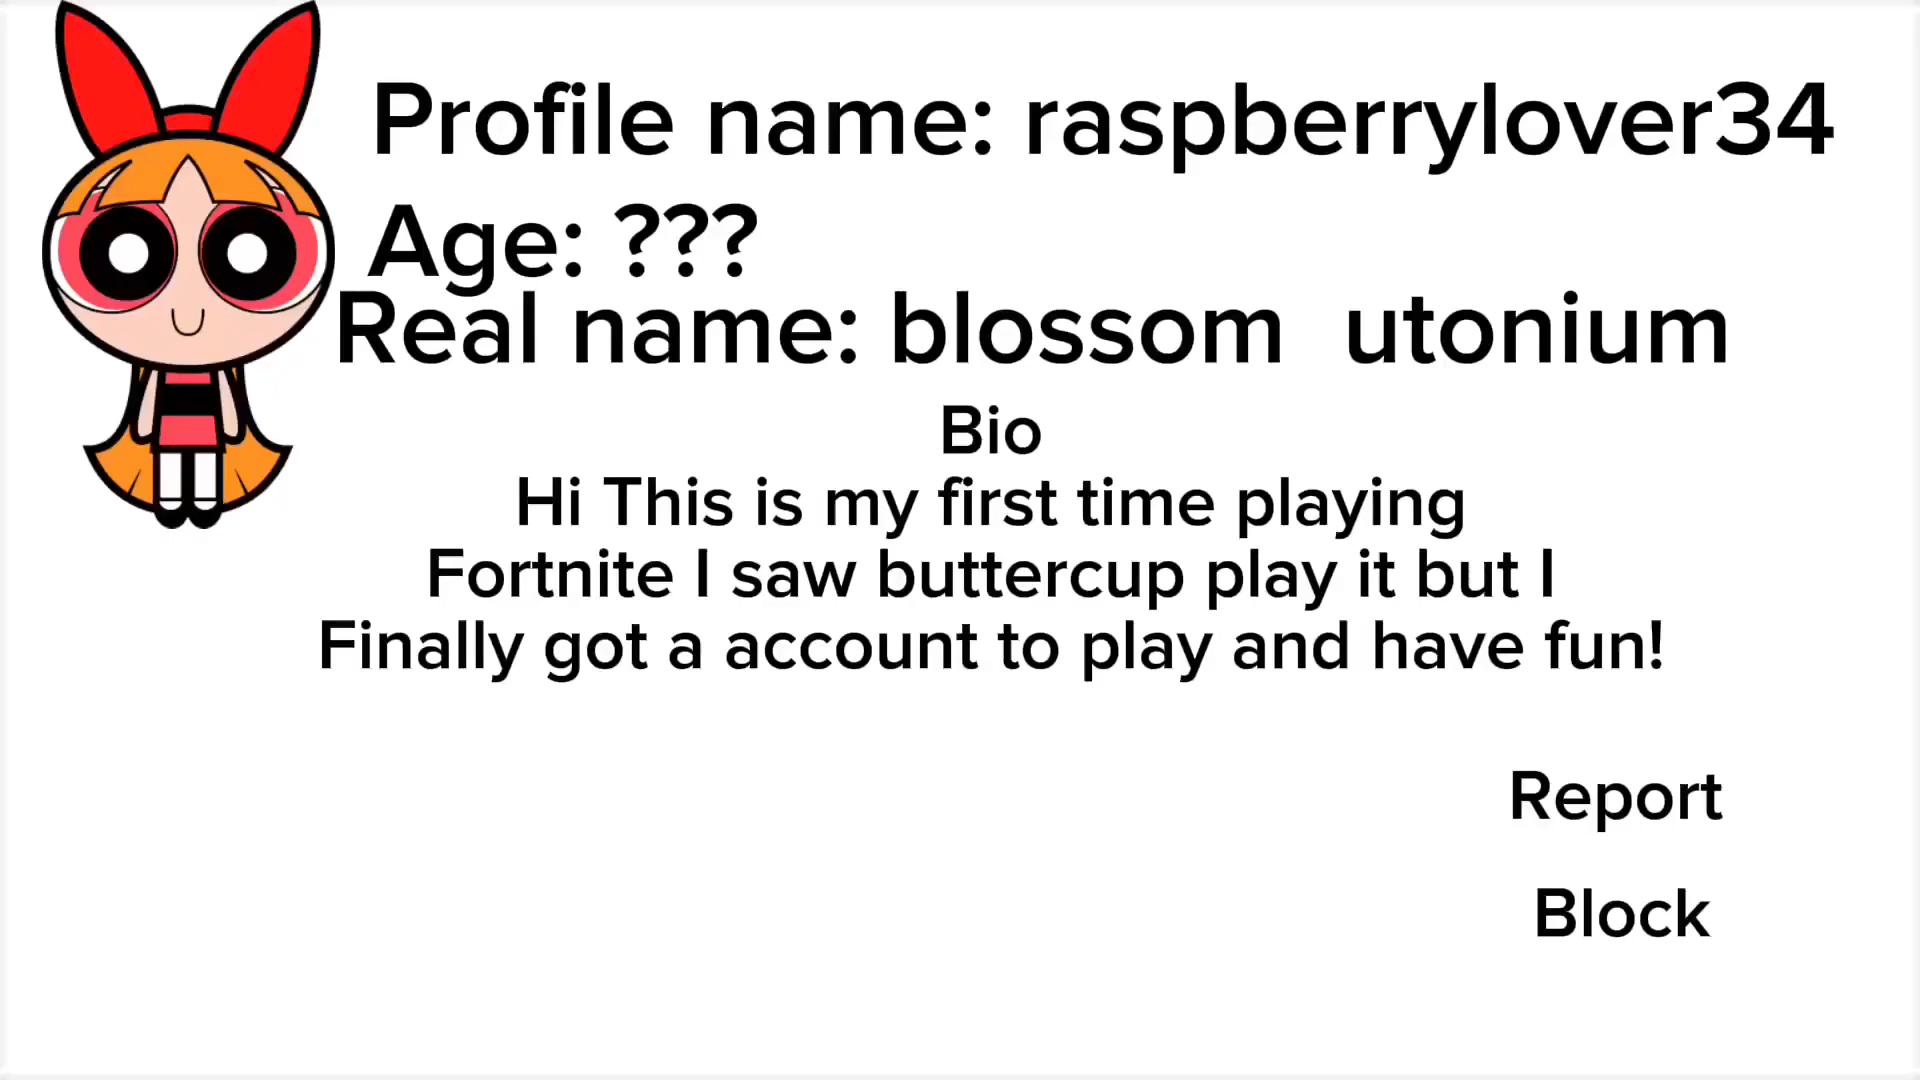 Profile name: raspberrylover34
Age: ???
Real name: blossom  utonium
Bio
Hi This is my first time playing
Fortnite I saw buttercup play it but I
Finally got a account to play and have fun!
Report
Block